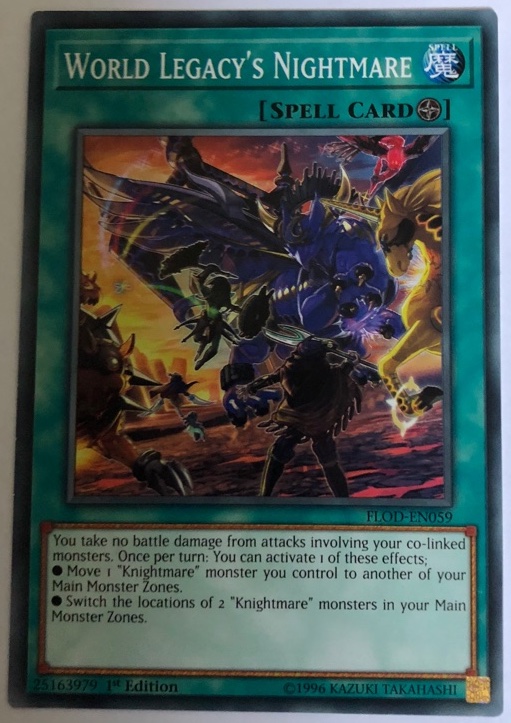 WORLD LEGACY'S NIGHTMARE
SPELL
魔
[SPELL CARD]
FLOD-EN059
You take no battle damage from attacks involving your co-linked
monsters. Once per turn: You can activate 1 of these effects;
● Move 1 "Knightmare" monster you control to another of your
Main Monster Zones.
● Switch the locations of 2 "Knightmare" monsters in your Main
Monster Zones.
25163979 1st Edition
©1996 KAZUKI TAKAHASHI